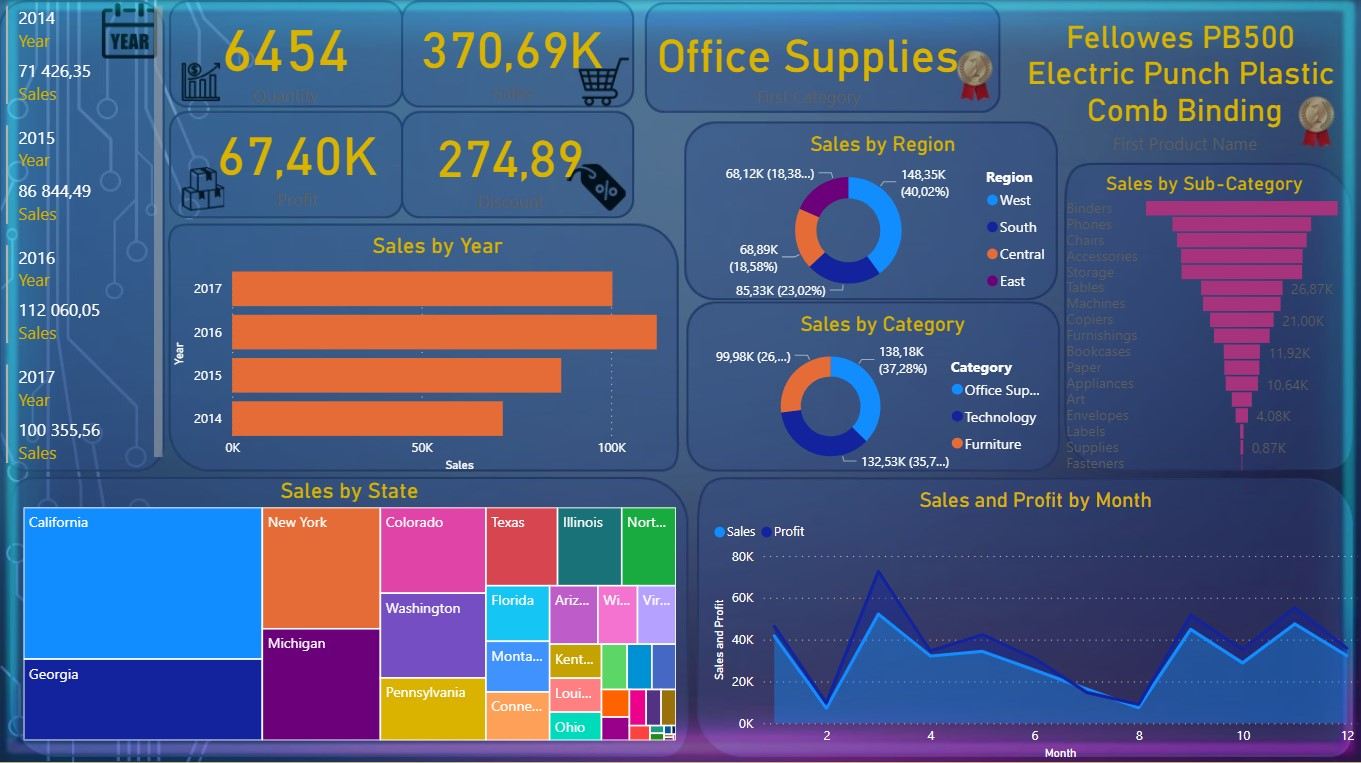 2014
Year
71 426,35
Sales
2015
Year
86 844,49
Sales
2016
Year
112 060,05
Sales
2017
Year
100 355,56
Sales
YEAR
6454
Quantity
370,69K
Sales
67,40K
Profit
274,89
Discount
Office Supplies
First Category
Fellowes PB500
Electric Punch Plastic
Comb Binding
First Product Name
Sales by Year
Year
2017
2016
2015
2014
0K 50K 100K
Sales
Sales by Region
68,12K (18,38...)
148,35K
(40,02%)
68,89K
(18,58%)
85,33K (23,02%)
Region
West
South
Central
East
Sales by Category
99,98K (26,...)
138,18K
(37,28%)
132,53K (35,7...)
Category
Office Sup...
Technology
Furniture
Sales by Sub-Category
Binders
Phones
Chairs
Accessories
Storage
Tables 26,87K
Machines
Copiers 21,00K
Furnishings
Bookcases 11,92K
Paper
Appliances 10,64K
Art
Envelopes 4,08K
Labels
Supplies 0,87K
Fasteners
Sales by State
California
Georgia
New York
Michigan
Colorado
Washington
Pennsylvania
Texas
Illinois
Nort...
Florida
Ariz...
Wi...
Vir...
Monta...
Kent...
Conne...
Loui...
Ohio
Sales and Profit by Month
Sales Profit
Sales and Profit
80K
60K
40K
20K
0K
2 4 6 8 10 12
Month